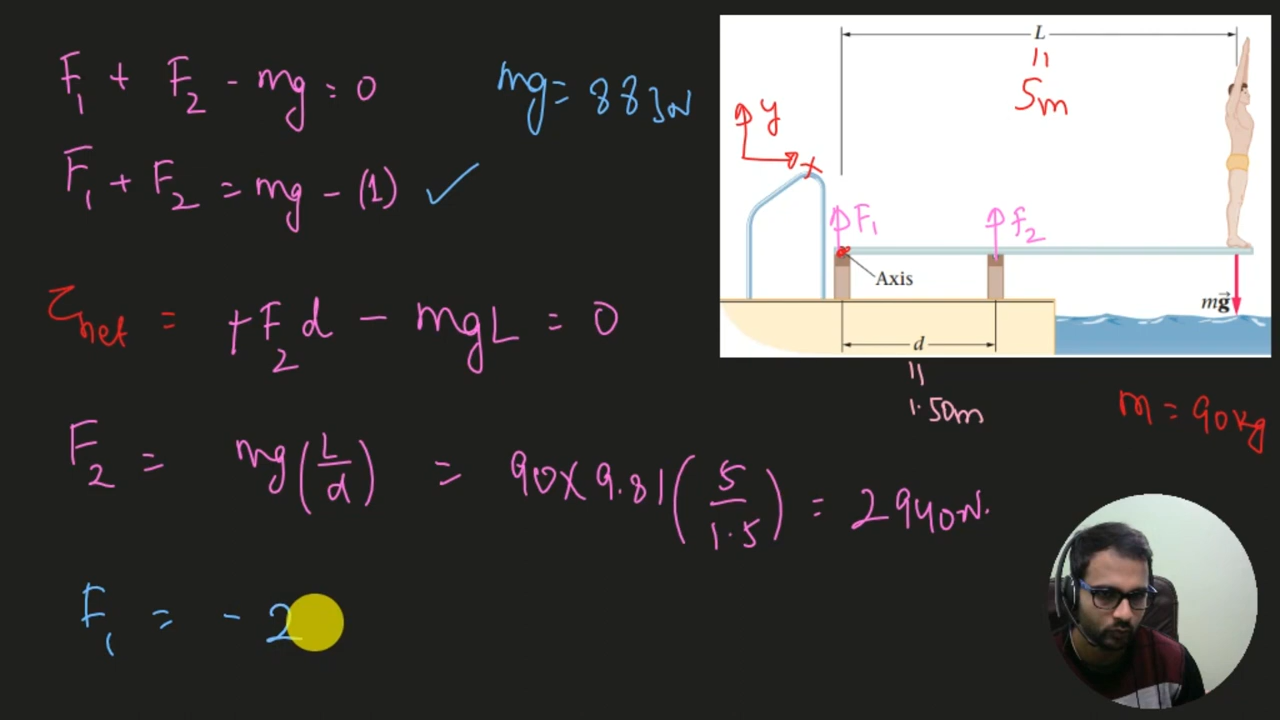 F₁ + F₂ - mg = 0
mg = 883N
F₁ + F₂ = mg - (1) ✓
τnet = +F₂d - mgL = 0
F₂ = mg(L/d) = 90 x 9.81(5/1.5) = 2940N.
F₁ = - 2
L
=
5m
y
x
F₁
F₂
Axis
mg⃗
d
=
1.50m
m = 90kg